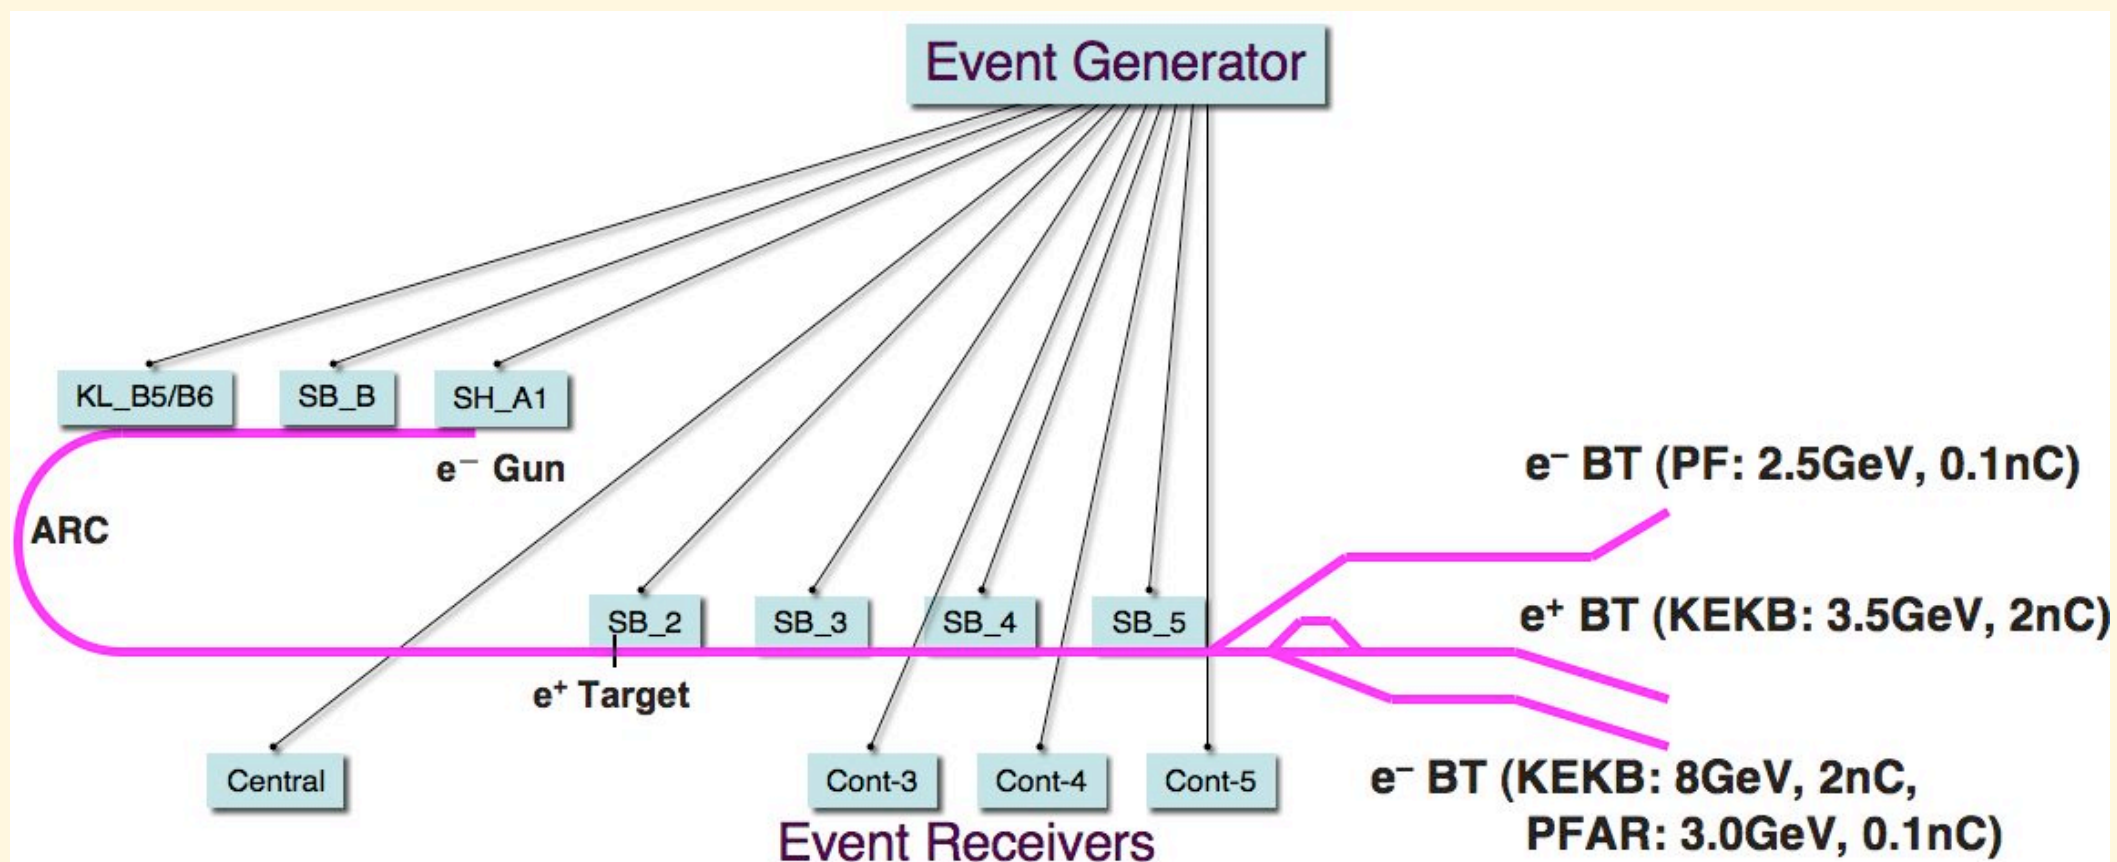 Event Generator
KL_B5/B6
SB_B
SH_A1
e⁻ Gun
ARC
e⁻ BT (PF: 2.5GeV, 0.1nC)
SB_2
SB_3
SB_4
SB_5
e⁺ BT (KEKB: 3.5GeV, 2nC)
e⁺ Target
Central
Cont-3
Cont-4
Cont-5
e⁻ BT (KEKB: 8GeV, 2nC,
PFAR: 3.0GeV, 0.1nC)
Event Receivers